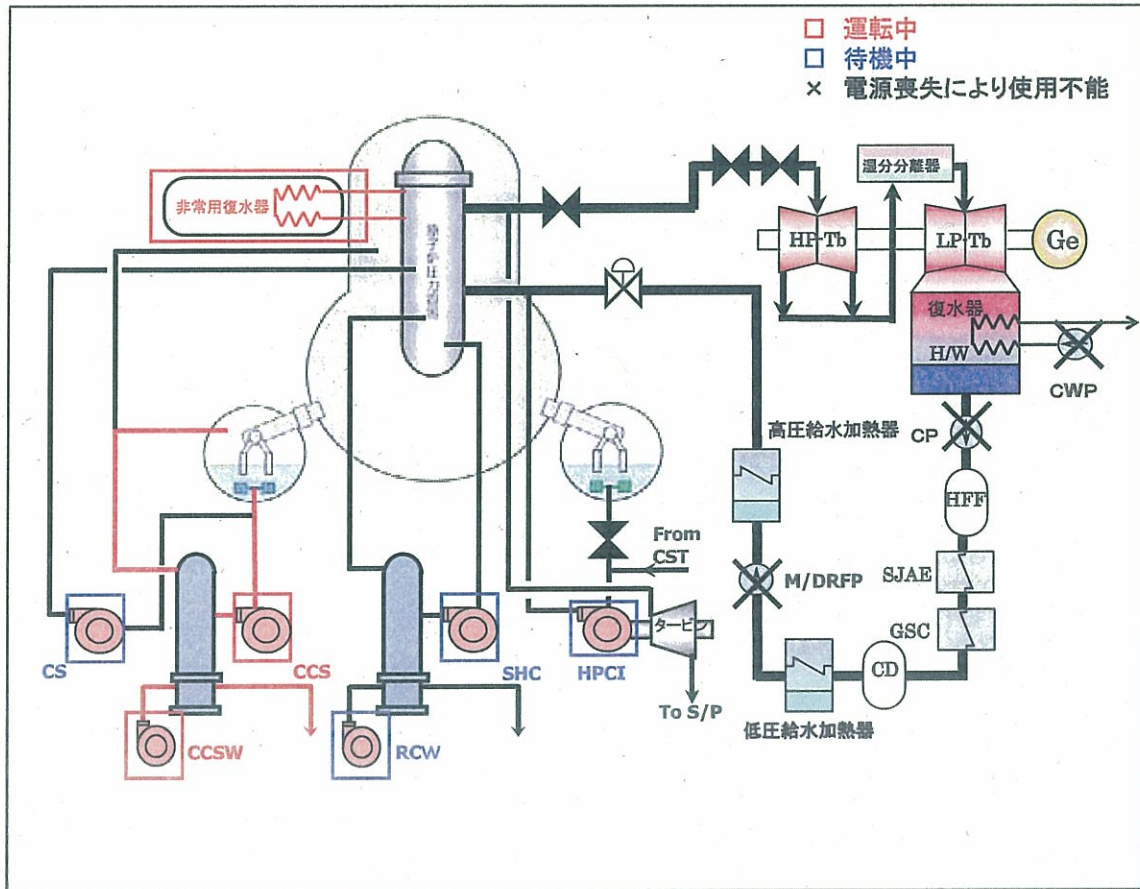 運転中
待機中
× 電源喪失により使用不能
非常用復水器
湿分分離器
HP-Tb
LP-Tb
Ge
復水器
H/W
CWP
CP
高圧給水加熱器
HFF
From
CST
M/DRFP
SJAE
GSC
タービン
CD
CS
CCS
SHC
HPCI
To S/P
低圧給水加熱器
CCSW
RCW